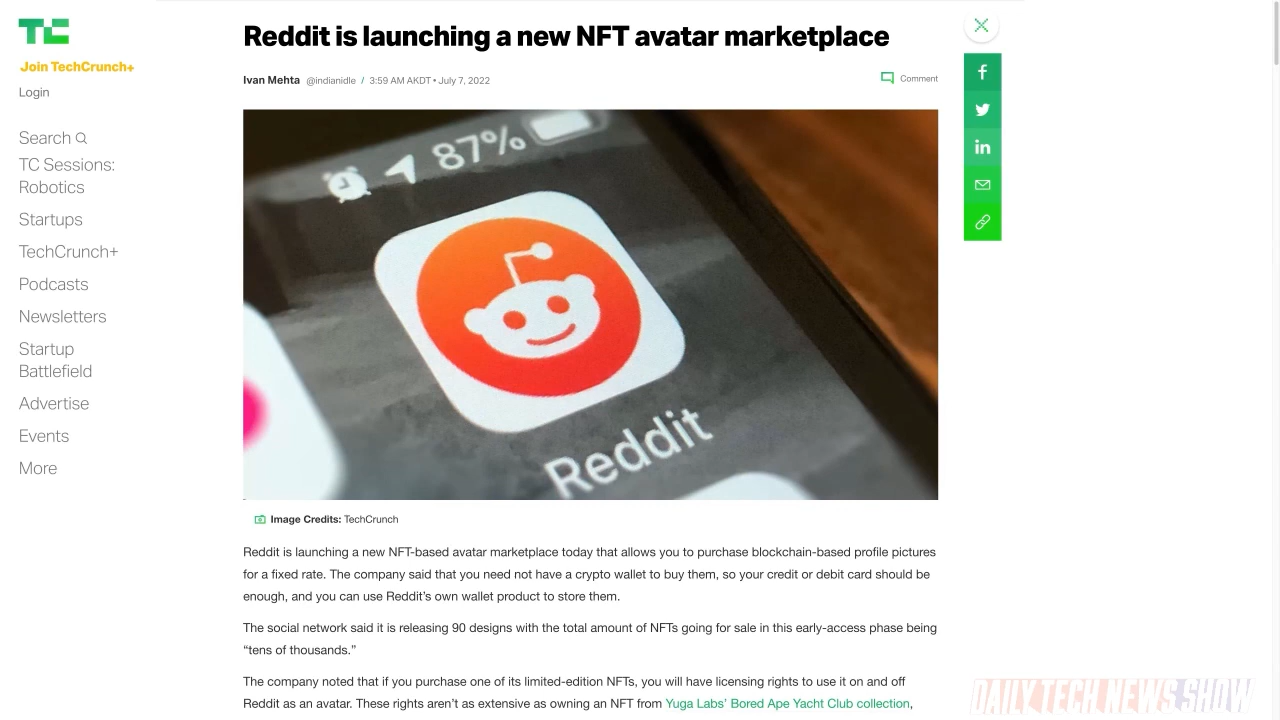 TC
Join TechCrunch+
Login
Search
TC Sessions:
Robotics
Startups
TechCrunch+
Podcasts
Newsletters
Startup
Battlefield
Advertise
Events
More
Reddit is launching a new NFT avatar marketplace
Ivan Mehta @indianidle / 3:59 AM AKDT • July 7, 2022
Comment
87%
Reddit
Image Credits: TechCrunch
Reddit is launching a new NFT-based avatar marketplace today that allows you to purchase blockchain-based profile pictures
for a fixed rate. The company said that you need not have a crypto wallet to buy them, so your credit or debit card should be
enough, and you can use Reddit’s own wallet product to store them.
The social network said it is releasing 90 designs with the total amount of NFTs going for sale in this early-access phase being
“tens of thousands.”
The company noted that if you purchase one of its limited-edition NFTs, you will have licensing rights to use it on and off
Reddit as an avatar. These rights aren’t as extensive as owning an NFT from Yuga Labs’ Bored Ape Yacht Club collection,
f
in
DAILY TECH NEWS SHOW